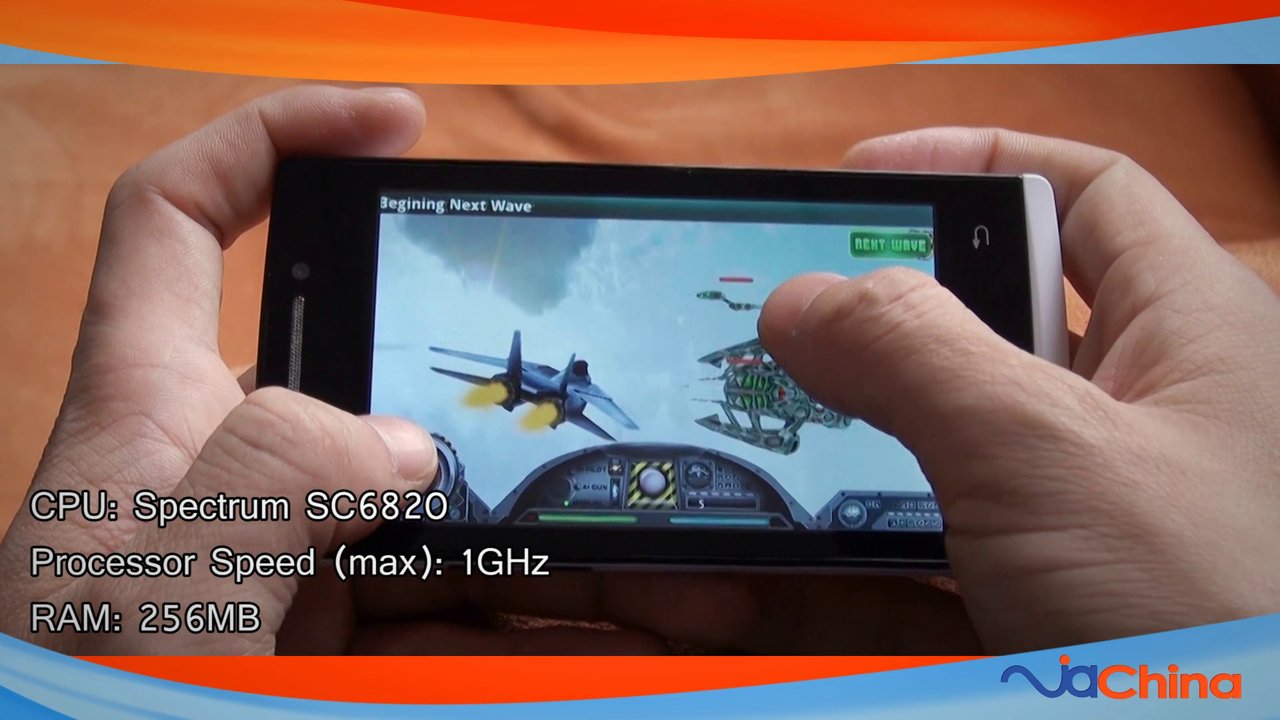 Begining Next Wave
NEXT WAVE
CPU: Spectrum SC6820
Processor Speed (max): 1GHz
RAM: 256MB
ViaChina